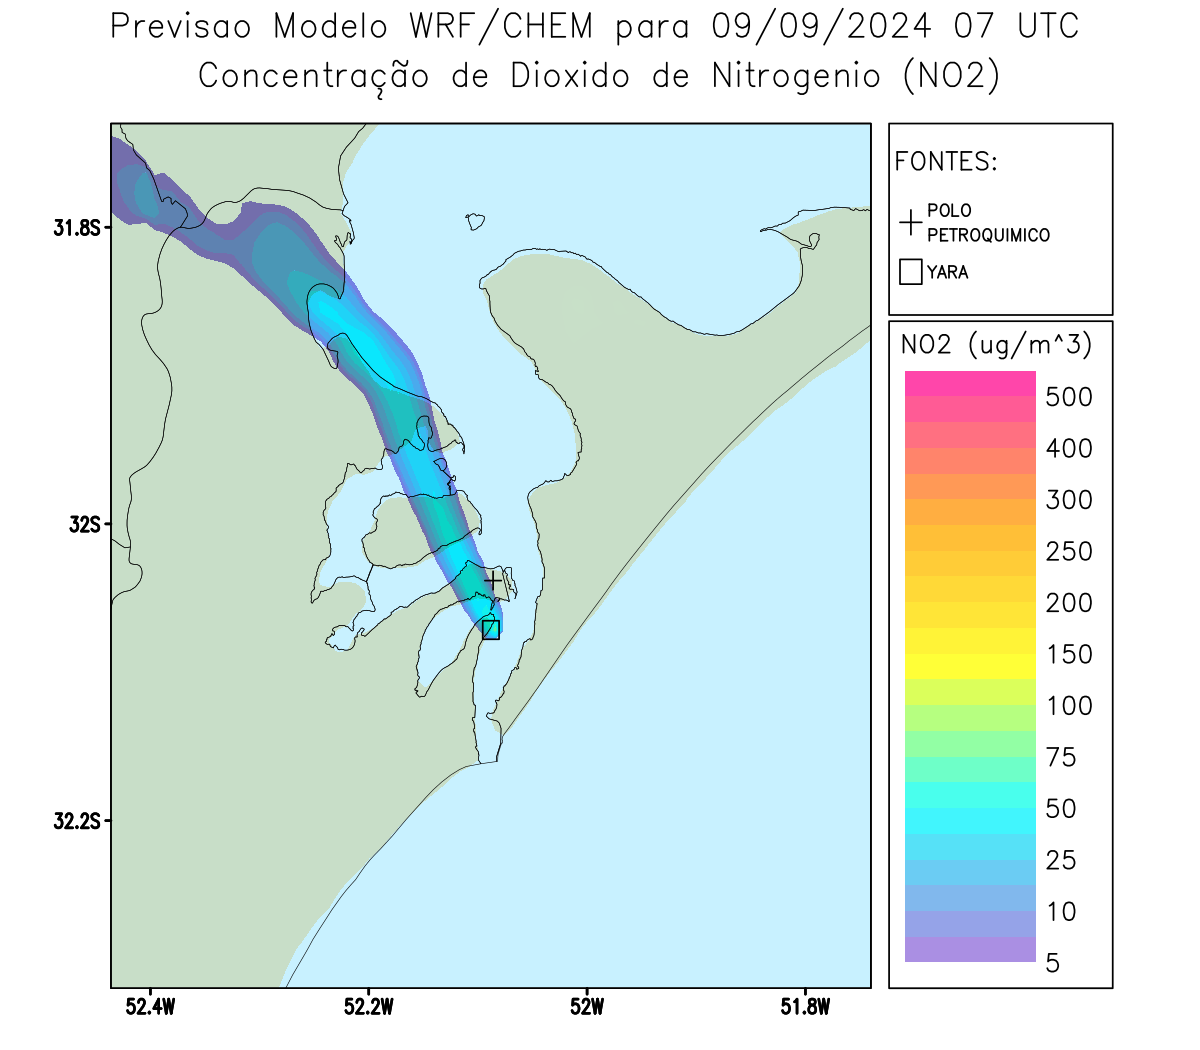 Previsao Modelo WRF/CHEM para 09/09/2024 07 UTC
Concentração de Dioxido de Nitrogenio (NO2)
FONTES:
POLO
PETROQUIMICO
YARA
NO2 (ug/m^3)
500
400
300
250
200
150
100
75
50
25
10
5
31.8S
32S
32.2S
52.4W
52.2W
52W
51.8W